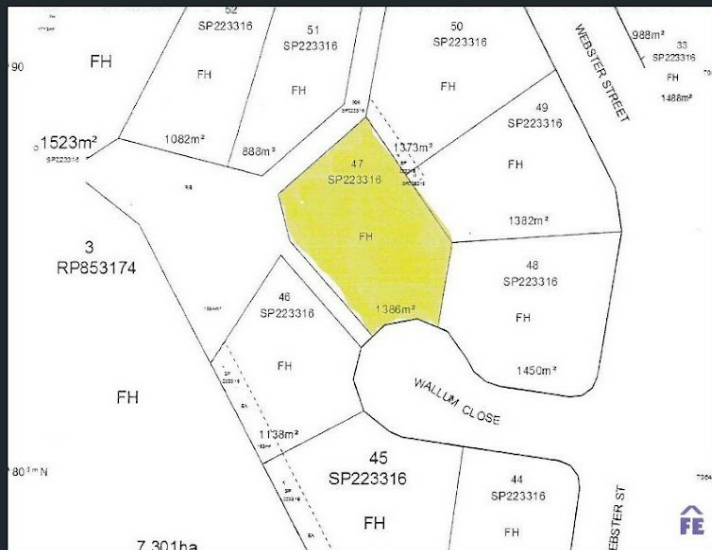 52
SP223316
FH
1082m²
51
SP223316
FH
888m²
50
SP223316
FH
1373m²
WEBSTER STREET
988m²
33
SP223316
FH
1488m²
90
FH
1523m²
SP223316
49
SP223316
FH
1382m²
47
SP223316
FH
1386m²
3
RP853174
FH
7.301ha
46
SP223316
FH
1138m²
48
SP223316
FH
1450m²
WALLUM CLOSE
45
SP223316
FH
44
SP223316
FH
EBSTER ST
FE